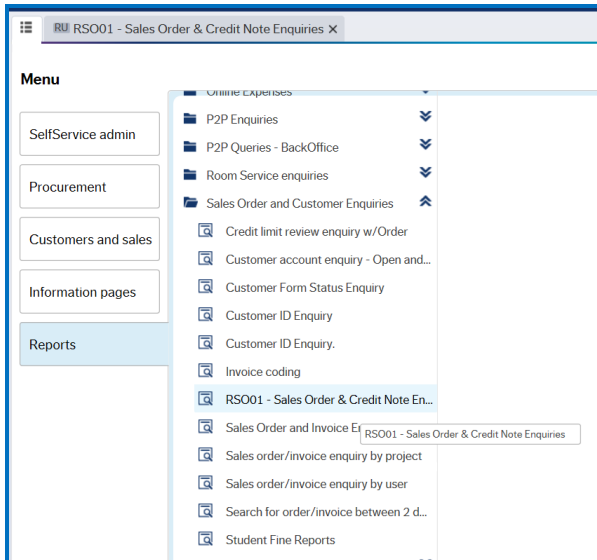 RU RSO01 - Sales Order & Credit Note Enquiries ×
Menu
SelfService admin
Procurement
Customers and sales
Information pages
Reports
Online Expenses
P2P Enquiries
P2P Queries - BackOffice
Room Service enquiries
Sales Order and Customer Enquiries
Credit limit review enquiry w/Order
Customer account enquiry - Open and...
Customer Form Status Enquiry
Customer ID Enquiry
Customer ID Enquiry.
Invoice coding
RSO01 - Sales Order & Credit Note En...
Sales Order and Invoice
RSO01 - Sales Order & Credit Note Enquiries
Sales order/invoice enquiry by project
Sales order/invoice enquiry by user
Search for order/invoice between 2 d...
Student Fine Reports